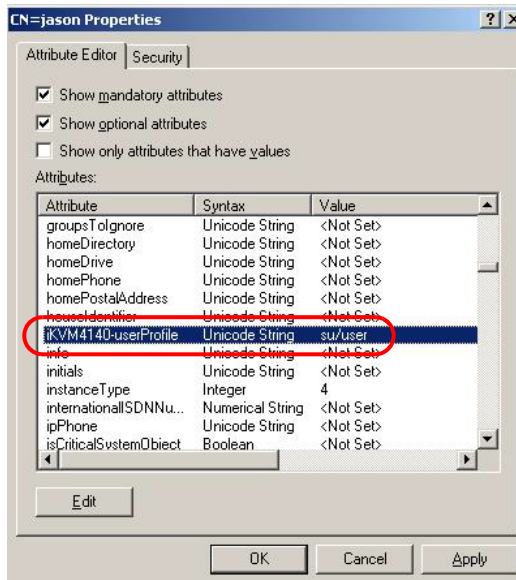 CN=jason Properties
Attribute Editor Security
Show mandatory attributes
Show optional attributes
Show only attributes that have values
Attributes:
Attribute Syntax Value
groupsToIgnore Unicode String <Not Set>
homeDirectory Unicode String <Not Set>
homeDrive Unicode String <Not Set>
homePhone Unicode String <Not Set>
homePostalAddress Unicode String <Not Set>
houseIdentifier Unicode String <Not Set>
iKVM4140-userProfile Unicode String su/user
info Unicode String <Not Set>
initials Unicode String <Not Set>
instanceType Integer 4
internationalISDNNu... Numerical String <Not Set>
ipPhone Unicode String <Not Set>
isCriticalSystemObject Boolean <Not Set>
Edit
OK Cancel Apply